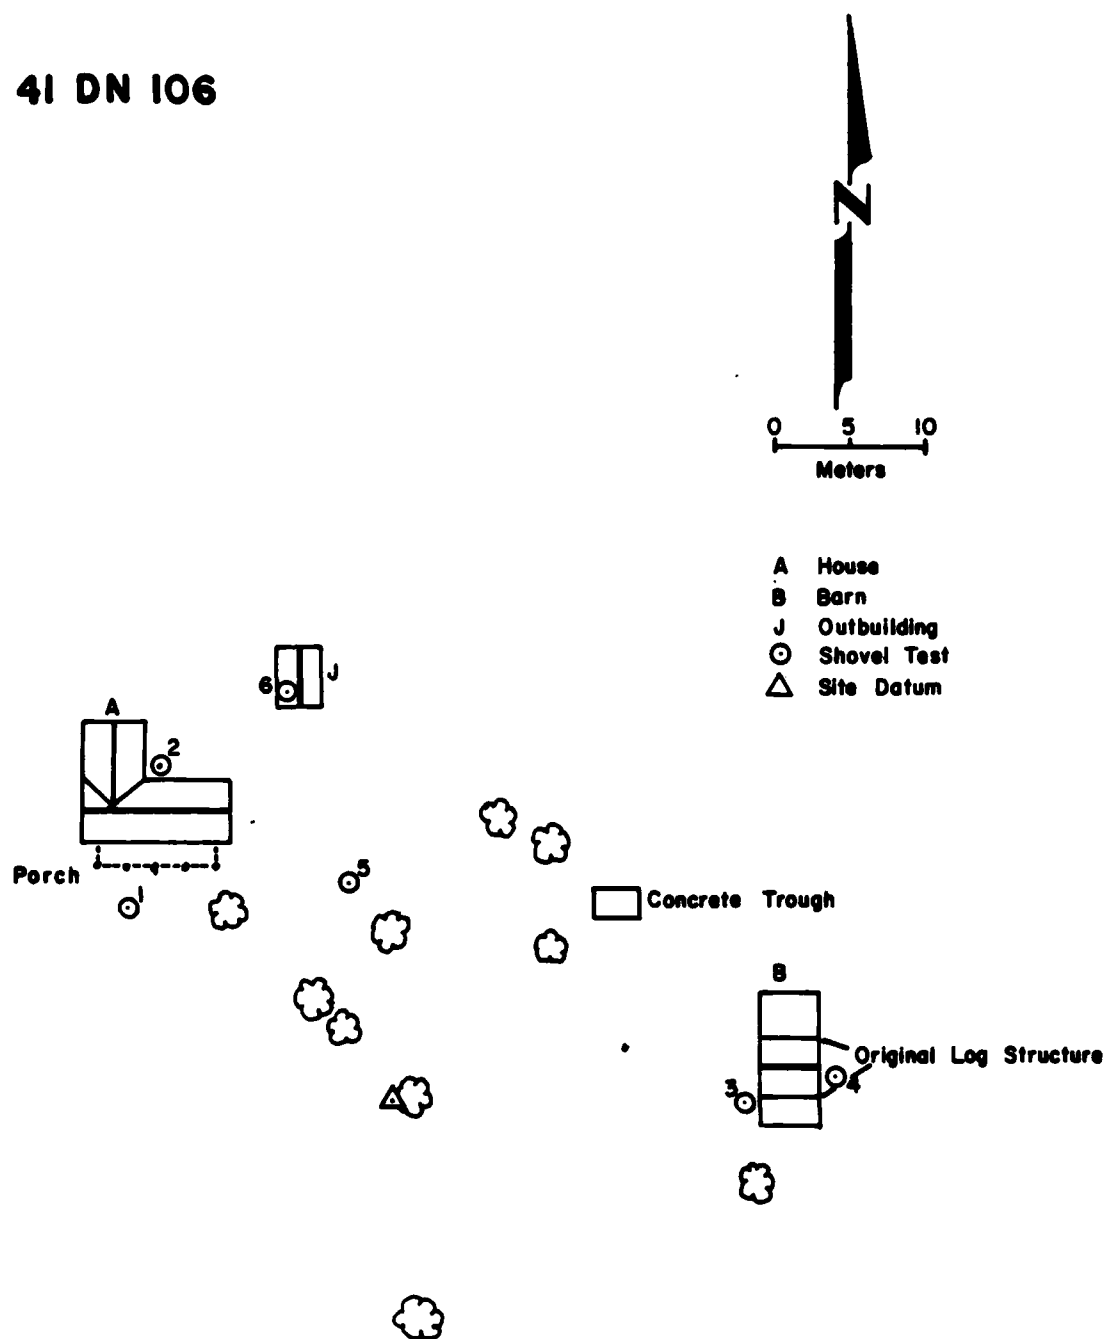 41 DN 106
N
0 5 10
Meters
A House
B Barn
J Outbuilding
Shovel Test
Site Datum
6
J
A
2
Porch
1
5
Concrete Trough
B
Original Log Structure
3
4